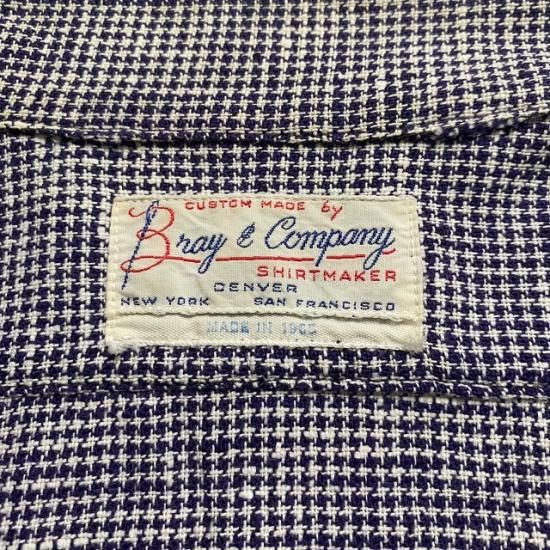 CUSTOM MADE by
Bray & Company
SHIRTMAKER
DENVER
NEW YORK SAN FRANCISCO
MADE IN